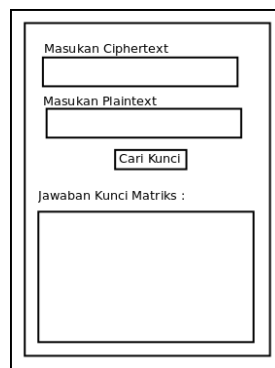 Masukan Ciphertext
Masukan Plaintext
Cari Kunci
Jawaban Kunci Matriks :